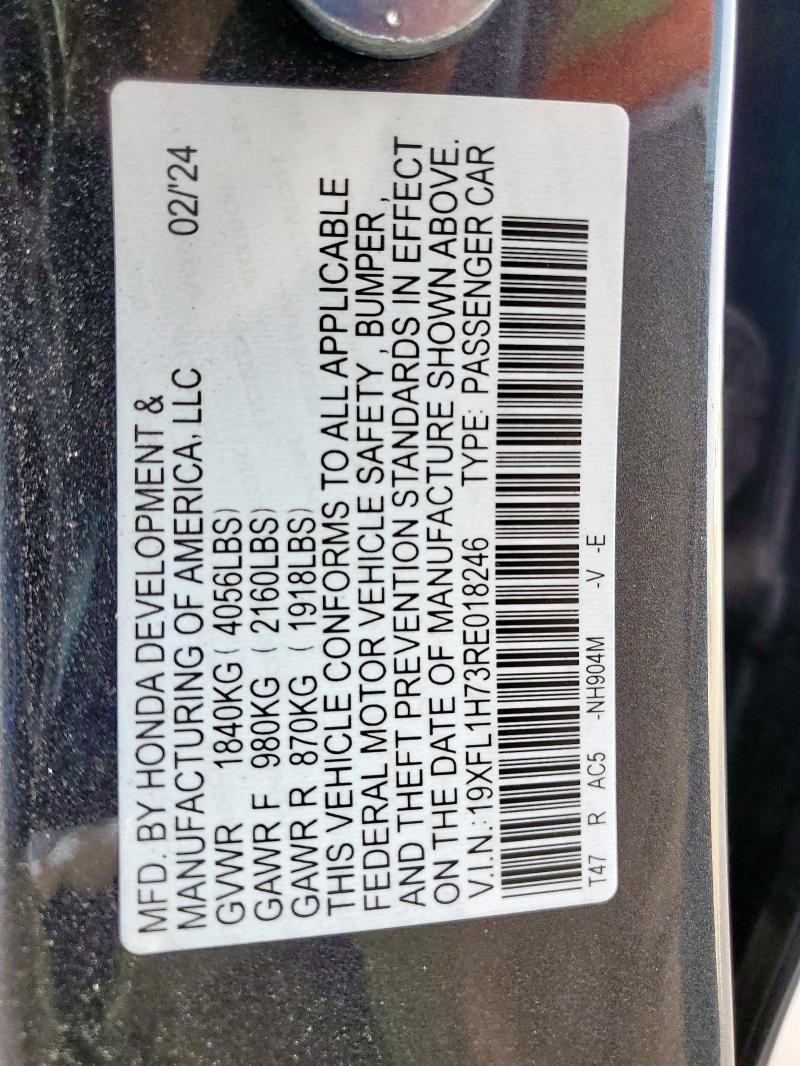 MFD. BY HONDA DEVELOPMENT &
MANUFACTURING OF AMERICA, LLC 02/'24
GVWR 1840KG ( 4056LBS)
GAWR F 980KG ( 2160LBS)
GAWR R 870KG ( 1918LBS)
THIS VEHICLE CONFORMS TO ALL APPLICABLE
FEDERAL MOTOR VEHICLE SAFETY , BUMPER ,
AND THEFT PREVENTION STANDARDS IN EFFECT
ON THE DATE OF MANUFACTURE SHOWN ABOVE.
V.I.N.:19XFL1H73RE018246 TYPE: PASSENGER CAR
T47 R AC5 -NH904M -V -E